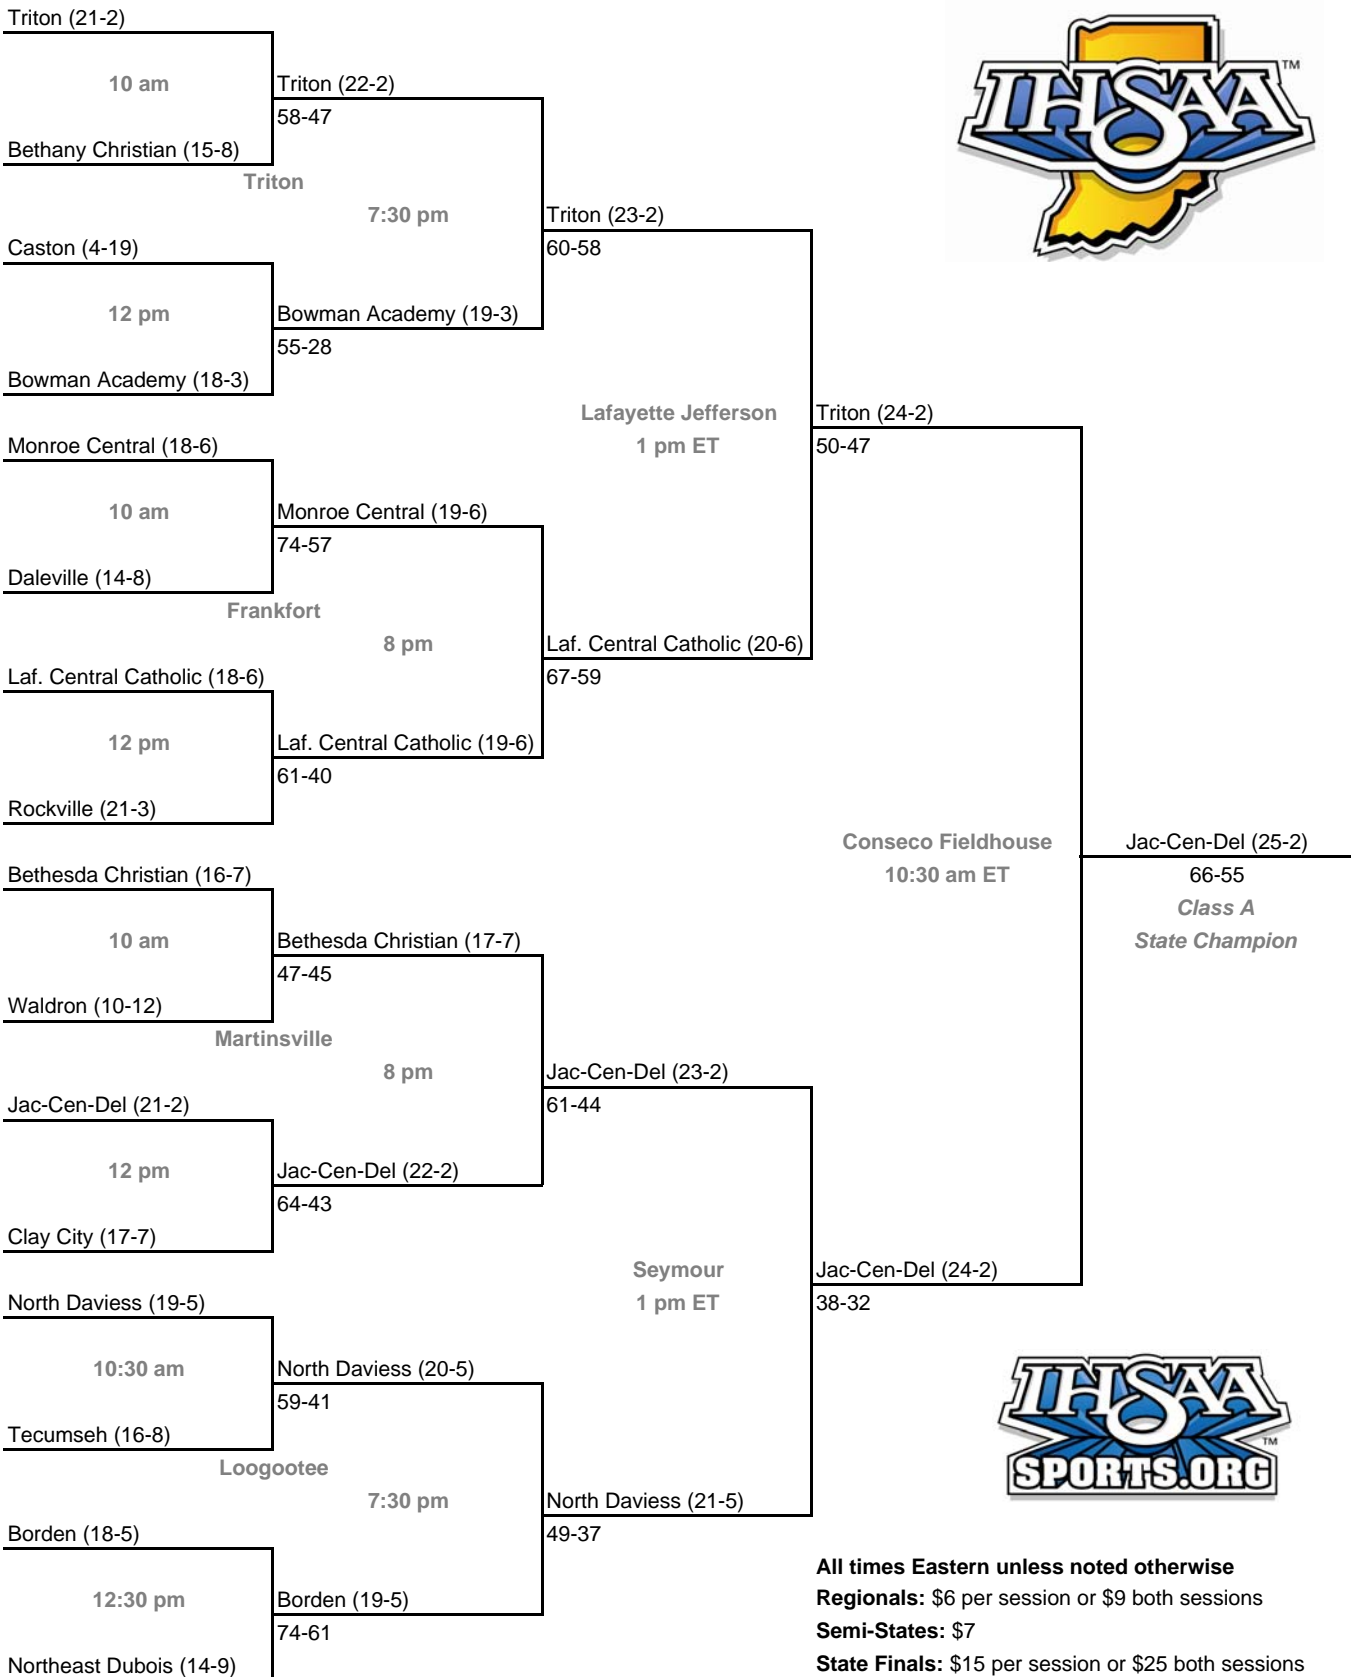 Triton (21-2)
10 am
Triton (22-2)
58-47
Bethany Christian (15-8)
Triton
7:30 pm
Triton (23-2)
60-58
Caston (4-19)
12 pm
Bowman Academy (19-3)
55-28
Bowman Academy (18-3)
Lafayette Jefferson
1 pm ET
Triton (24-2)
50-47
Monroe Central (18-6)
10 am
Monroe Central (19-6)
74-57
Daleville (14-8)
Frankfort
8 pm
Laf. Central Catholic (20-6)
67-59
Laf. Central Catholic (18-6)
12 pm
Laf. Central Catholic (19-6)
61-40
Rockville (21-3)
Conseco Fieldhouse
10:30 am ET
Jac-Cen-Del (25-2)
66-55
Class A
State Champion
Bethesda Christian (16-7)
10 am
Bethesda Christian (17-7)
47-45
Waldron (10-12)
Martinsville
8 pm
Jac-Cen-Del (23-2)
61-44
Jac-Cen-Del (21-2)
12 pm
Jac-Cen-Del (22-2)
64-43
Clay City (17-7)
Seymour
1 pm ET
Jac-Cen-Del (24-2)
38-32
North Daviess (19-5)
10:30 am
North Daviess (20-5)
59-41
Tecumseh (16-8)
Loogootee
7:30 pm
North Daviess (21-5)
49-37
Borden (18-5)
12:30 pm
Borden (19-5)
74-61
Northeast Dubois (14-9)
IHSAA
TM
IHSAA
TM
SPORTS.ORG
All times Eastern unless noted otherwise
Regionals: $6 per session or $9 both sessions
Semi-States: $7
State Finals: $15 per session or $25 both sessions